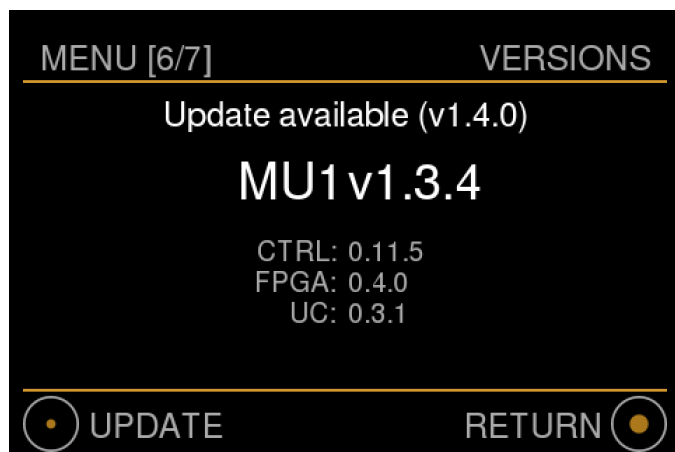 MENU [6/7] VERSIONS
Update available (v1.4.0)
MU1 v1.3.4
CTRL: 0.11.5
FPGA: 0.4.0
UC: 0.3.1
UPDATE RETURN